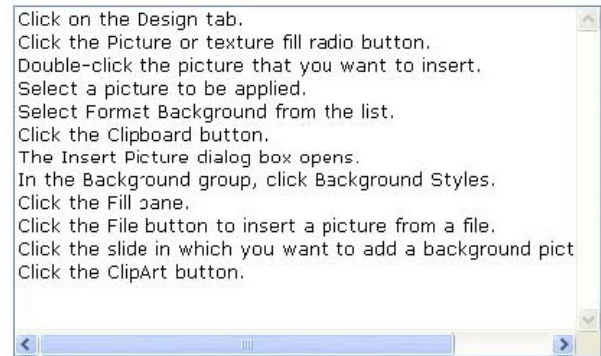 Click on the Design tab.
Click the Picture or texture fill radio button.
Double-click the picture that you want to insert.
Select a picture to be applied.
Select Format Background from the list.
Click the Clipboard button.
The Insert Picture dialog box opens.
In the Background group, click Background Styles.
Click the Fill pane.
Click the File button to insert a picture from a file.
Click the slide in which you want to add a background pict
Click the ClipArt button.